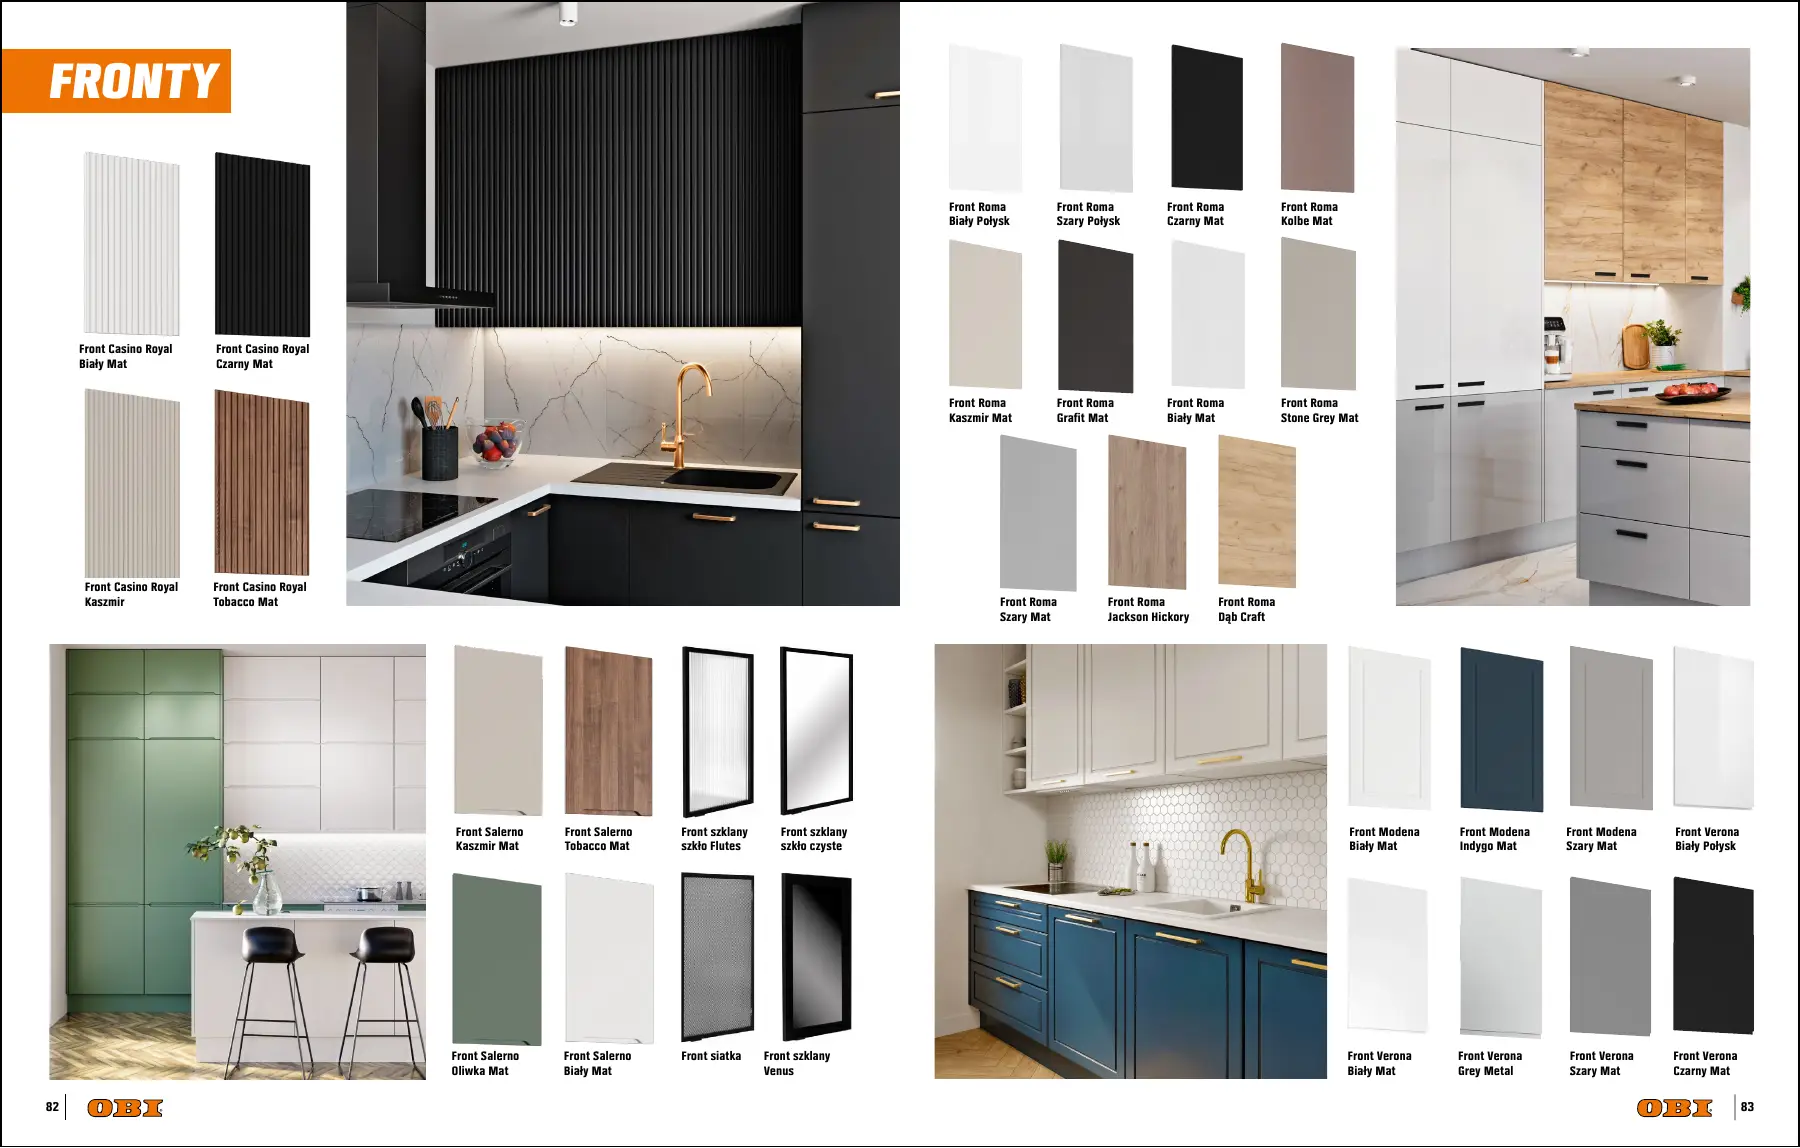 FRONTY
Front Casino Royal
Biały Mat
Front Casino Royal
Czarny Mat
Front Casino Royal
Kaszmir
Front Casino Royal
Tobacco Mat
Front Salerno
Kaszmir Mat
Front Salerno
Tobacco Mat
Front szklany
szkło Flutes
Front szklany
szkło czyste
Front Salerno
Oliwka Mat
Front Salerno
Biały Mat
Front siatka
Front szklany
Venus
82
OBI
Front Roma
Biały Połysk
Front Roma
Szary Połysk
Front Roma
Czarny Mat
Front Roma
Kolbe Mat
Front Roma
Kaszmir Mat
Front Roma
Grafit Mat
Front Roma
Biały Mat
Front Roma
Stone Grey Mat
Front Roma
Szary Mat
Front Roma
Jackson Hickory
Front Roma
Dąb Craft
Front Modena
Biały Mat
Front Modena
Indygo Mat
Front Modena
Szary Mat
Front Verona
Biały Połysk
Front Verona
Biały Mat
Front Verona
Grey Metal
Front Verona
Szary Mat
Front Verona
Czarny Mat
OBI
83